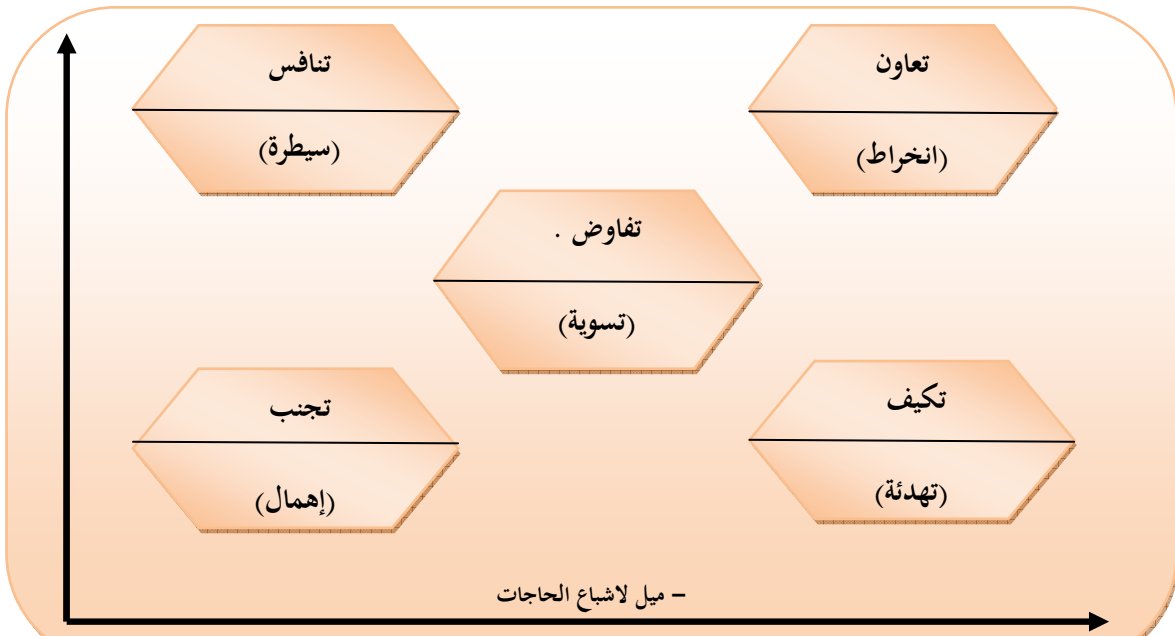 تعاون
(انخراط)
تنافس
(سيطرة)
تفاوض .
(تسوية)
تكيف
(تهدئة)
تجنب
(إهمال)
– ميل لاشباع الحاجات